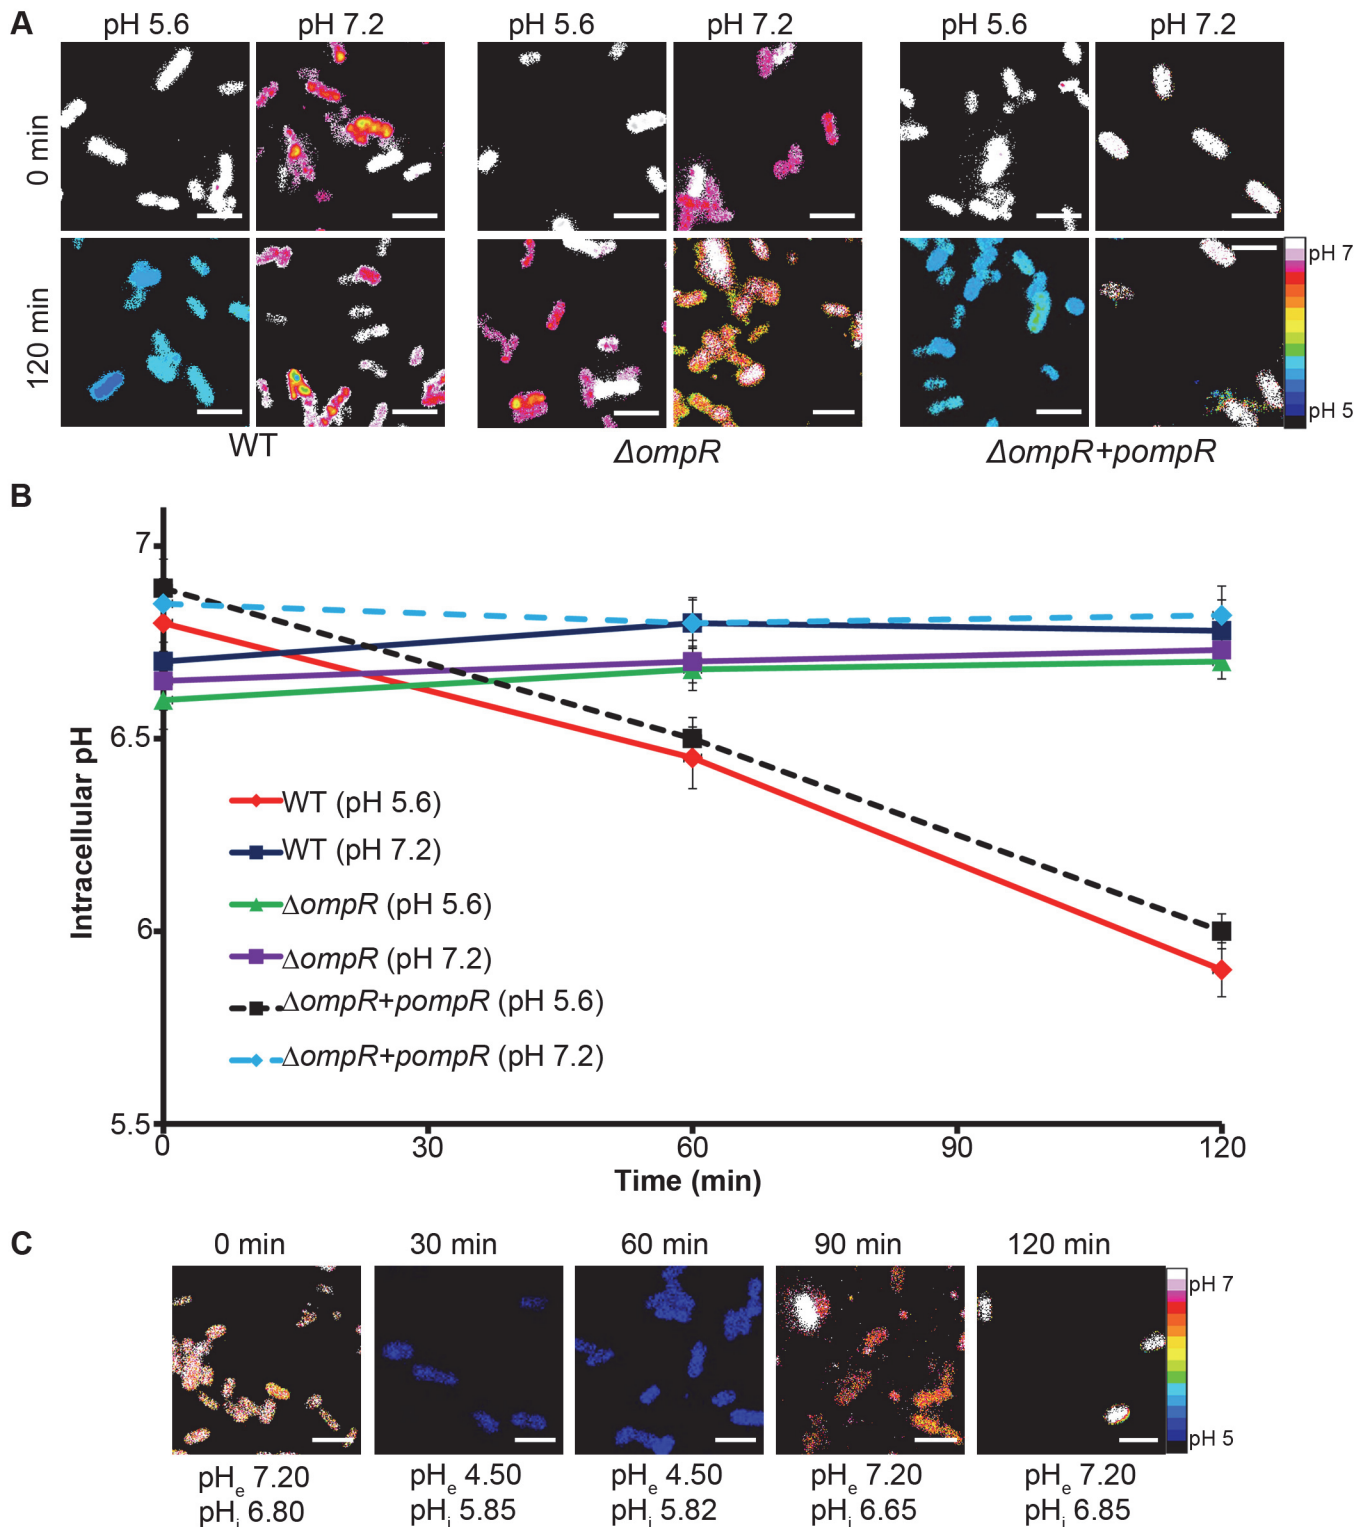 A
pH 5.6 pH 7.2 pH 5.6 pH 7.2 pH 5.6 pH 7.2
0 min
120 min
pH 7
pH 5
WT ΔompR ΔompR+pompR
B
7
6.5
6
5.5
Intracellular pH
WT (pH 5.6)
WT (pH 7.2)
ΔompR (pH 5.6)
ΔompR (pH 7.2)
ΔompR+pompR (pH 5.6)
ΔompR+pompR (pH 7.2)
0 30 60 90 120
Time (min)
C
0 min 30 min 60 min 90 min 120 min
pH 7
pH 5
pHe 7.20 pHe 4.50 pHe 4.50 pHe 7.20 pHe 7.20
pHi 6.80 pHi 5.85 pHi 5.82 pHi 6.65 pHi 6.85